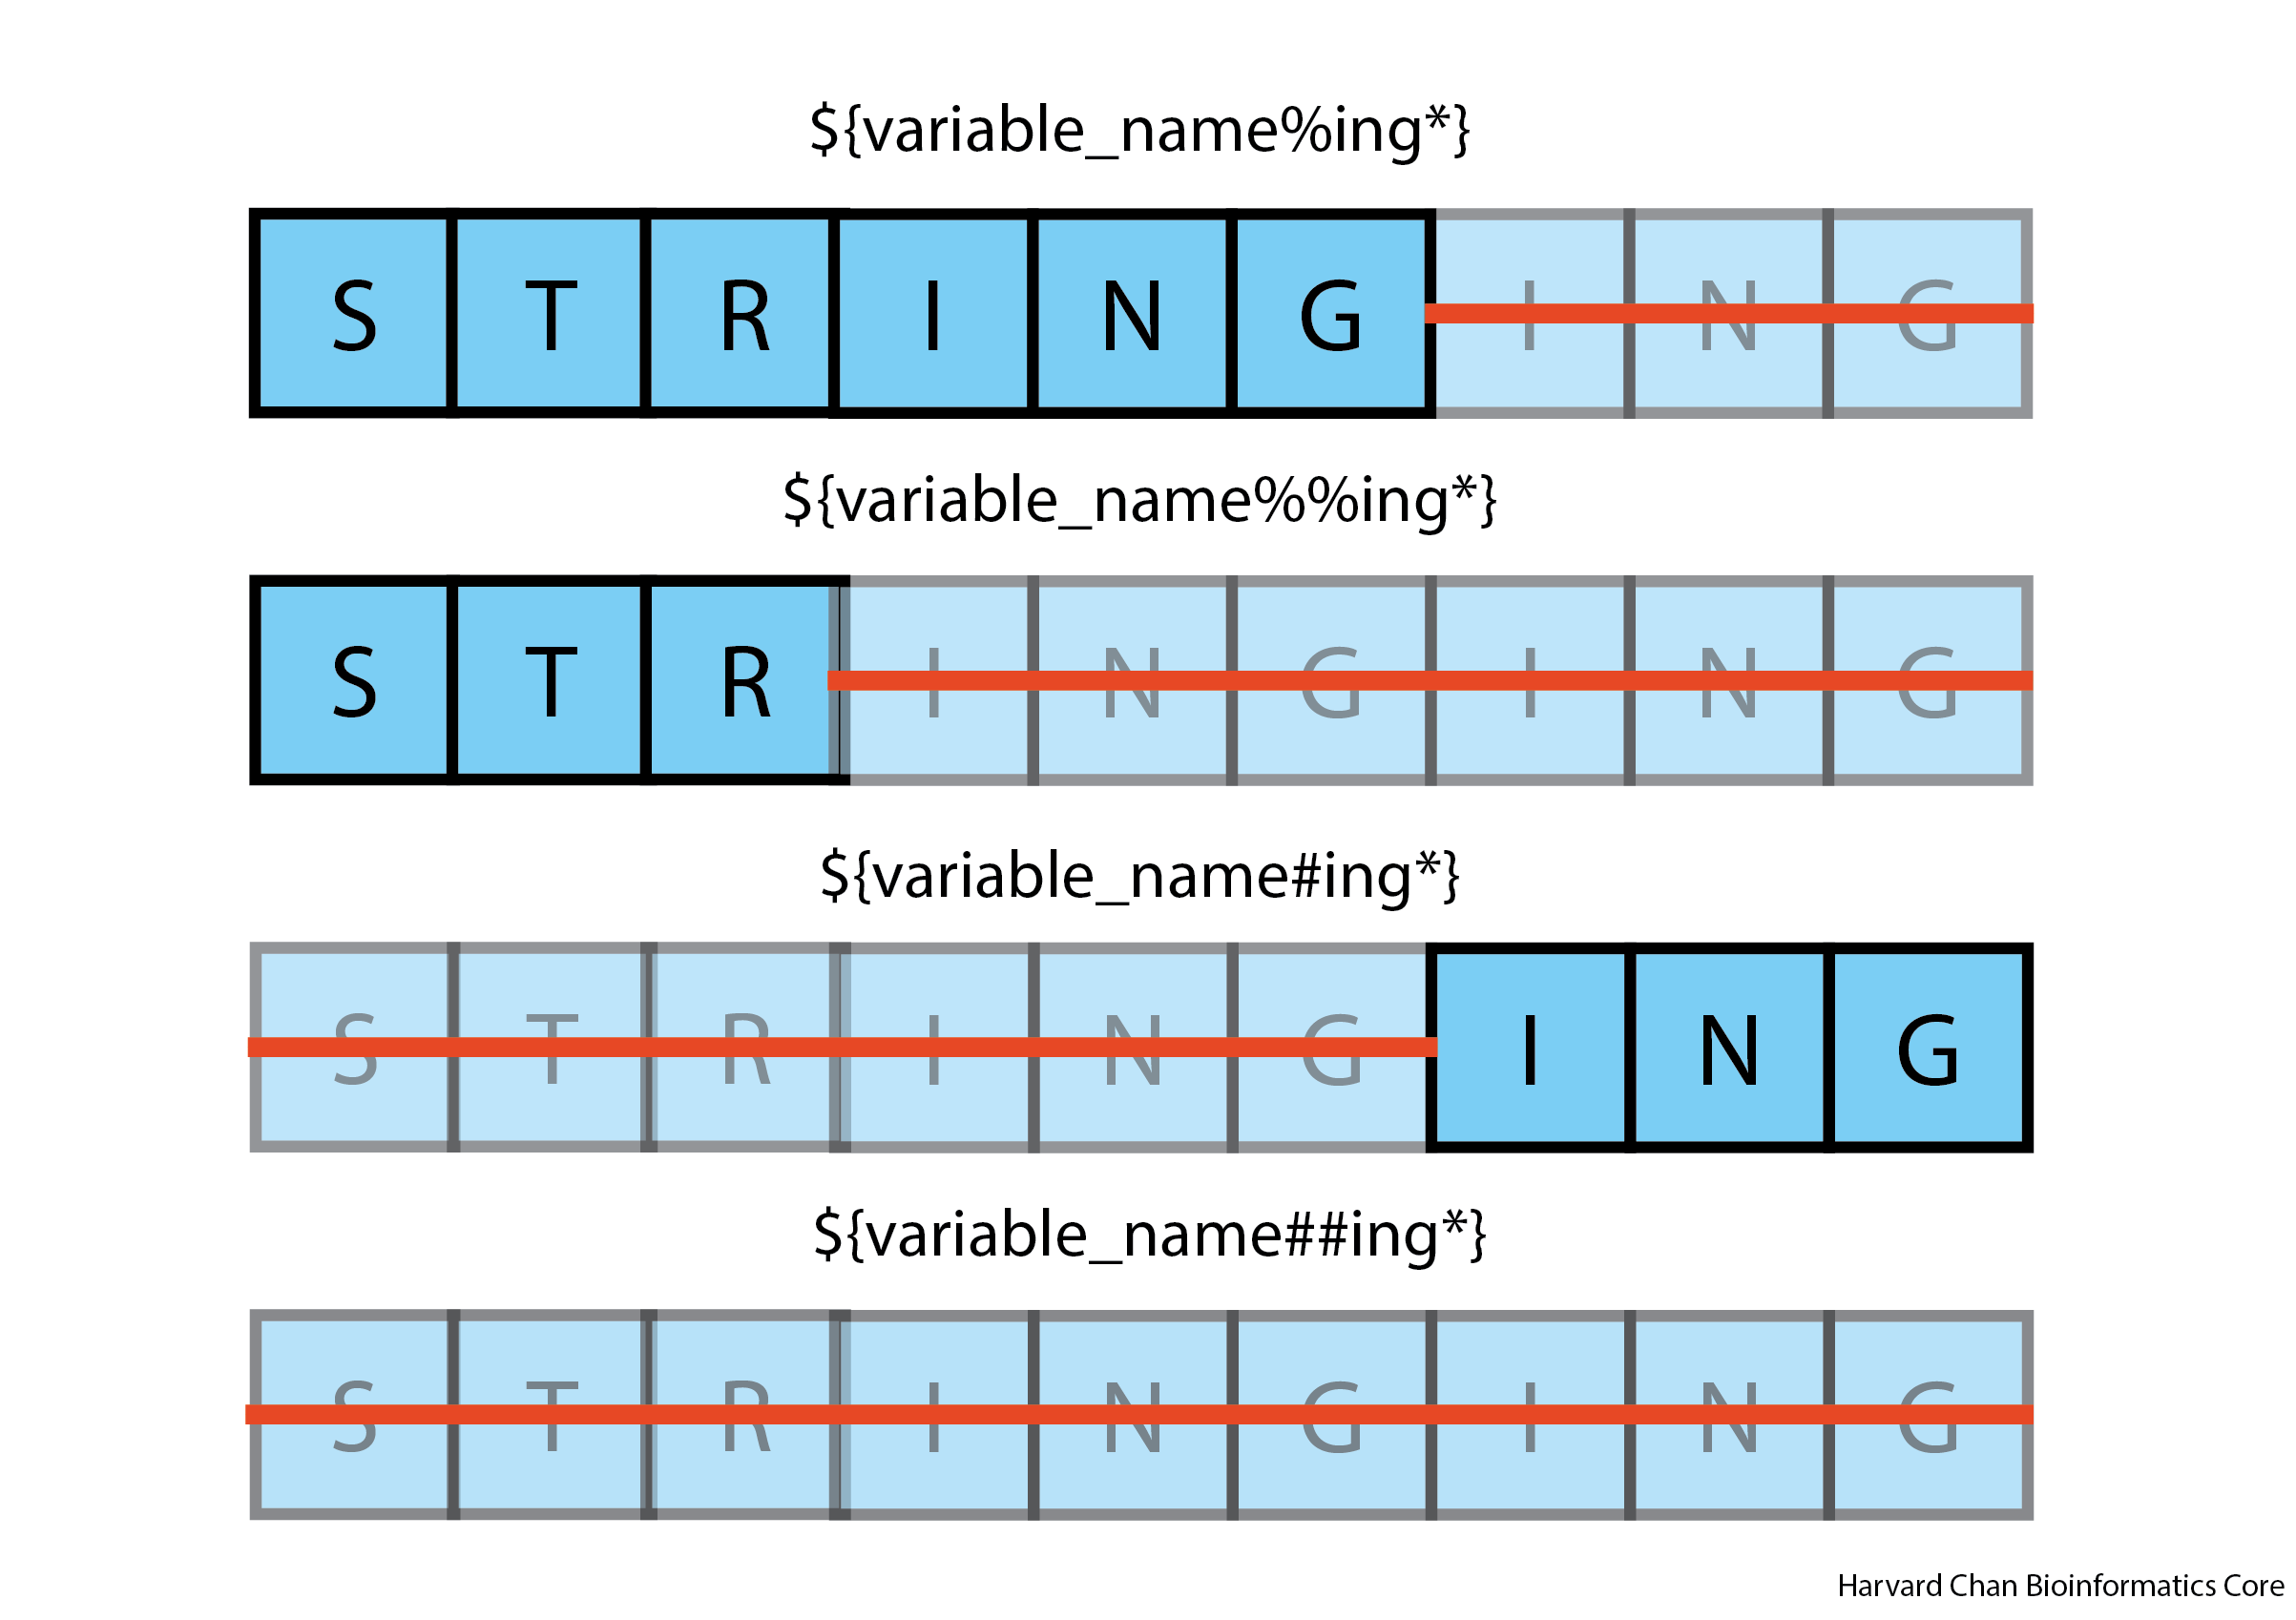 ${variable_name%ing*}
S T R I N G I N G
${variable_name%%ing*}
S T R I N G I N G
${variable_name#ing*}
S T R I N G I N G
${variable_name##ing*}
S T R I N G I N G
Harvard Chan Bioinformatics Core